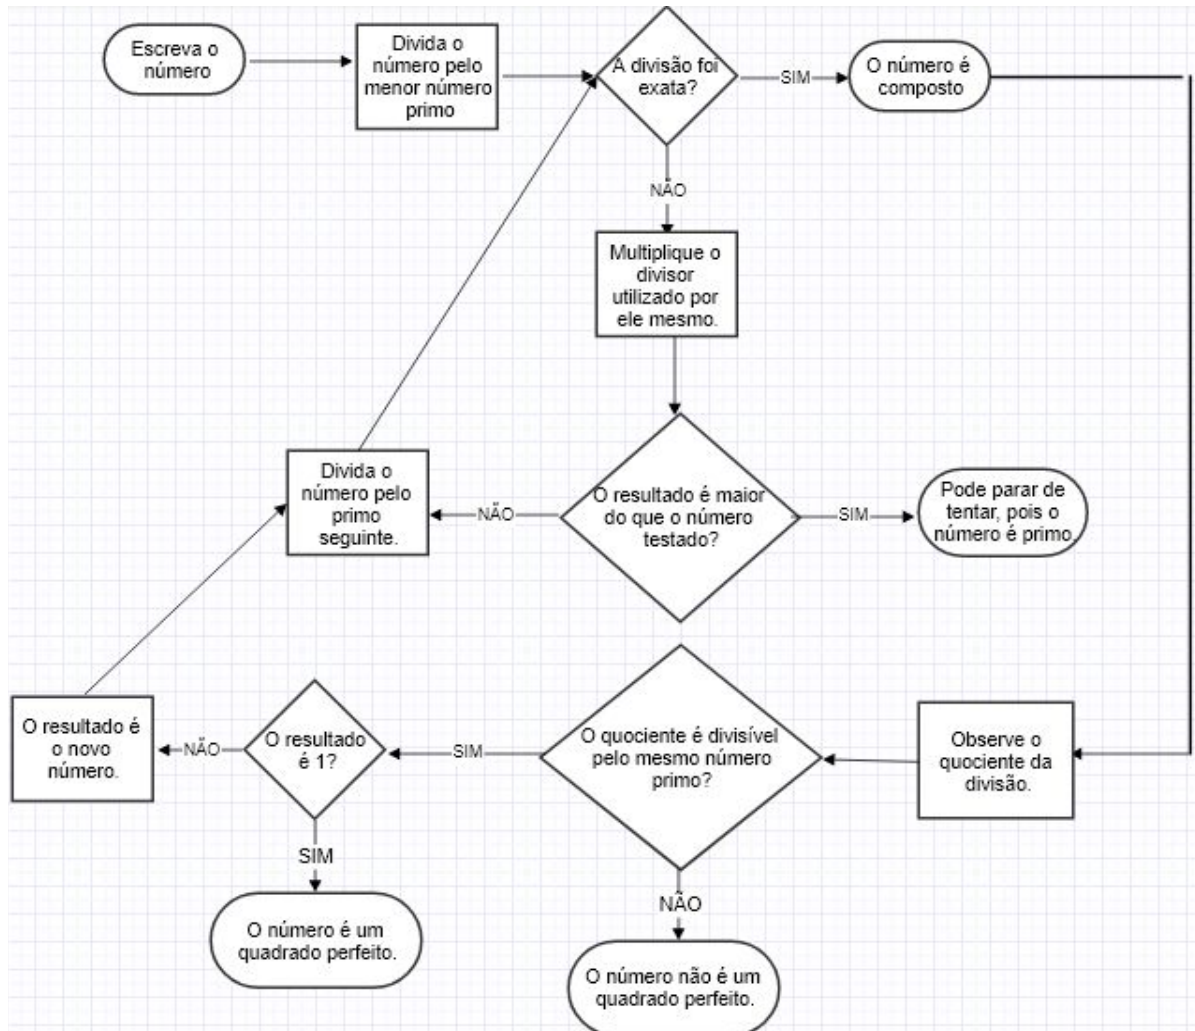 Escreva o
número
Divida o
número pelo
menor número
primo
A divisão foi
exata?
SIM
O número é
composto
NÃO
Multiplique o
divisor
utilizado por
ele mesmo.
Divida o
número pelo
primo
seguinte.
NÃO
O resultado é maior
do que o número
testado?
SIM
Pode parar de
tentar, pois o
número é primo
O resultado é
o novo
número.
NÃO
O resultado
é 1?
SIM
O quociente é divisível
pelo mesmo número
primo?
Observe o
quociente da
divisão.
SIM
O número é um
quadrado perfeito.
NÃO
O número não é um
quadrado perfeito.